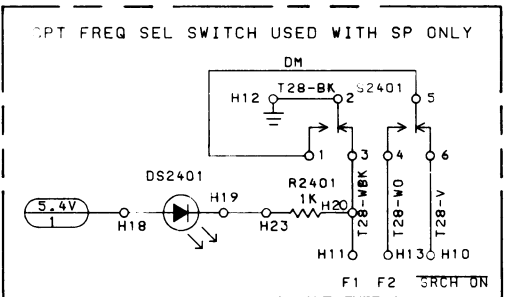 OPT FREQ SEL SWITCH USED WITH SP ONLY
DM
T28-BK
S2401
H12
2
5
1
3
4
6
DS2401
R2401
1K
5.4V
1
H18
H19
H23
H20
T28-WBK
T28-WO
T28-V
H11
H13
H10
F1
F2
SRCH ON